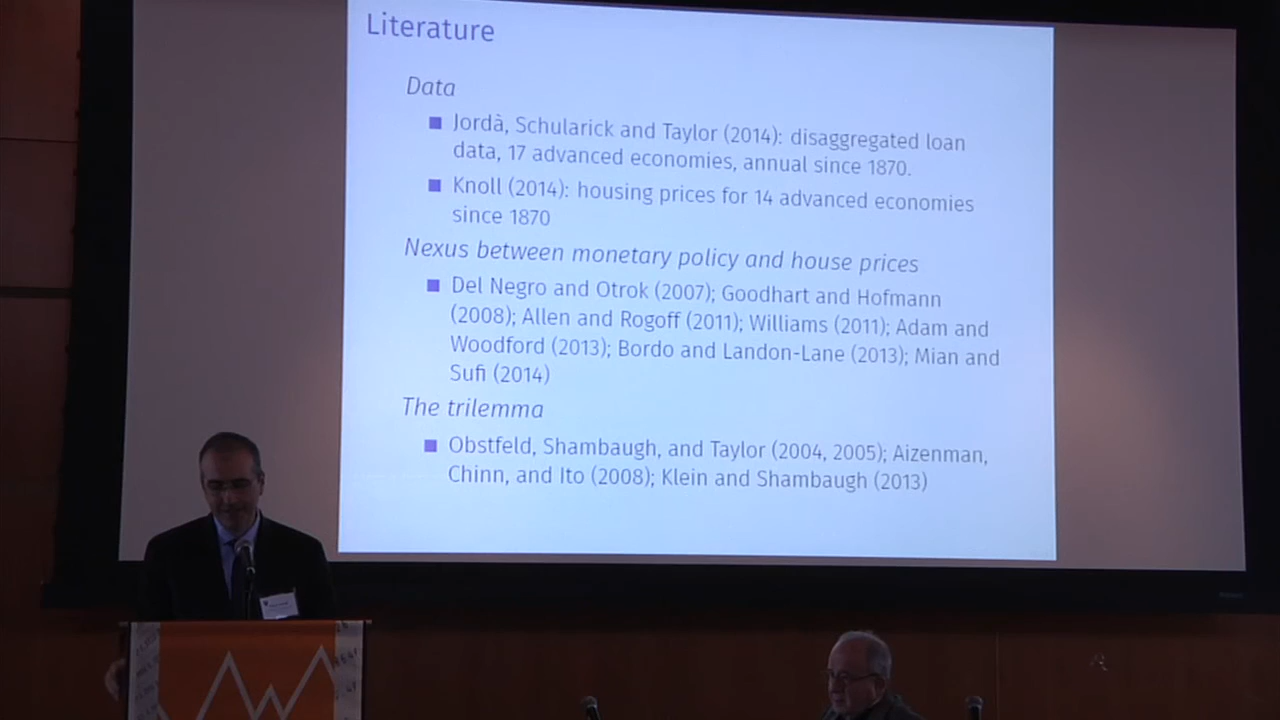 Literature
Data
Jordà, Schularick and Taylor (2014): disaggregated loan
data, 17 advanced economies, annual since 1870.
Knoll (2014): housing prices for 14 advanced economies
since 1870
Nexus between monetary policy and house prices
Del Negro and Otrok (2007); Goodhart and Hofmann
(2008); Allen and Rogoff (2011); Williams (2011); Adam and
Woodford (2013); Bordo and Landon-Lane (2013); Mian and
Sufi (2014)
The trilemma
Obstfeld, Shambaugh, and Taylor (2004, 2005); Aizenman,
Chinn, and Ito (2008); Klein and Shambaugh (2013)